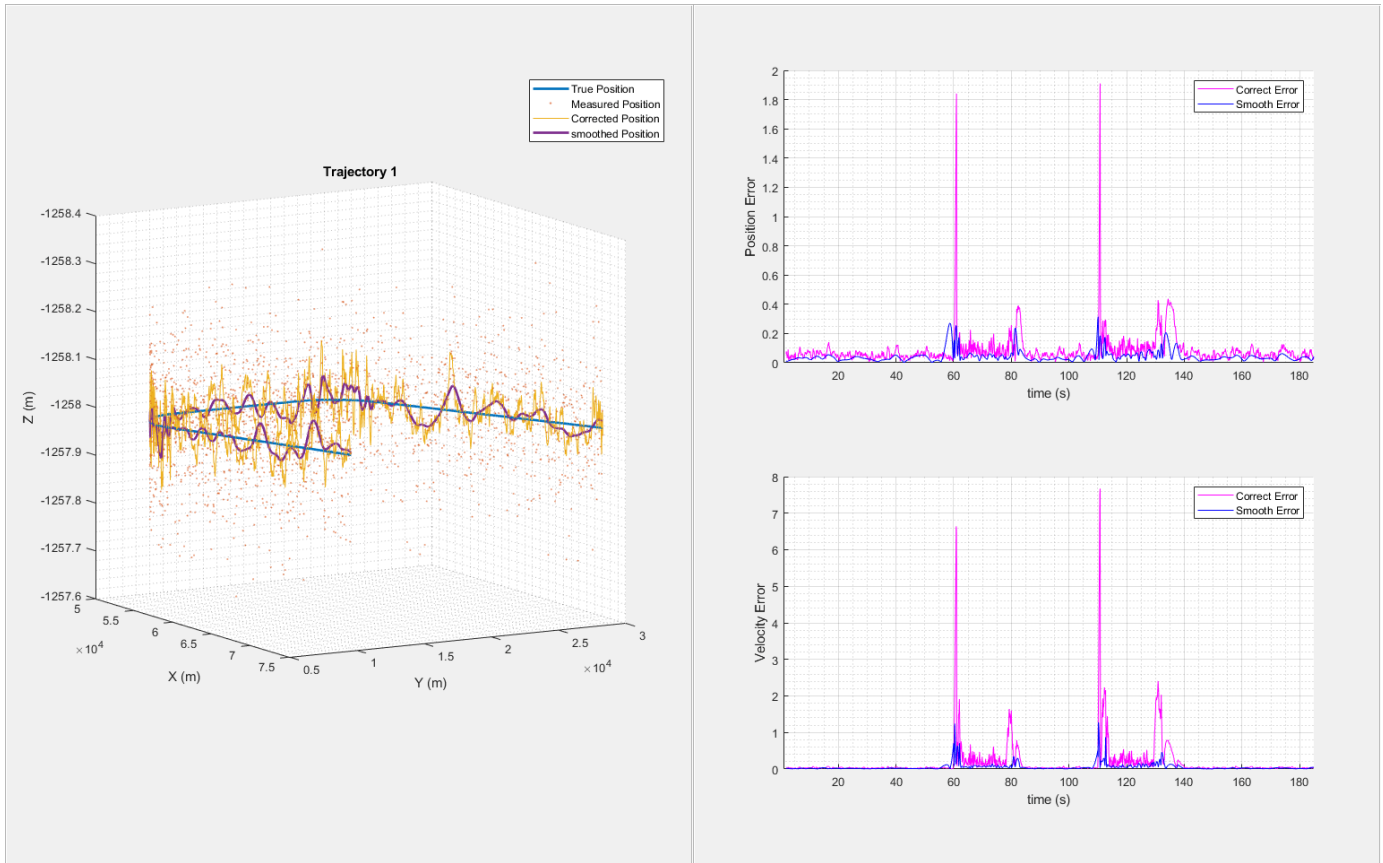 True Position
Measured Position
Corrected Position
smoothed Position
Trajectory 1
-1258.4
-1258.3
-1258.2
-1258.1
-1258
-1257.9
-1257.8
-1257.7
-1257.6
Z (m)
5
5.5
6
6.5
7
7.5
×10⁴
X (m)
0.5
1
1.5
2
2.5
3
×10⁴
Y (m)
2
1.8
1.6
1.4
1.2
1
0.8
0.6
0.4
0.2
0
Position Error
Correct Error
Smooth Error
20 40 60 80 100 120 140 160 180
time (s)
8
7
6
5
4
3
2
1
0
Velocity Error
Correct Error
Smooth Error
20 40 60 80 100 120 140 160 180
time (s)